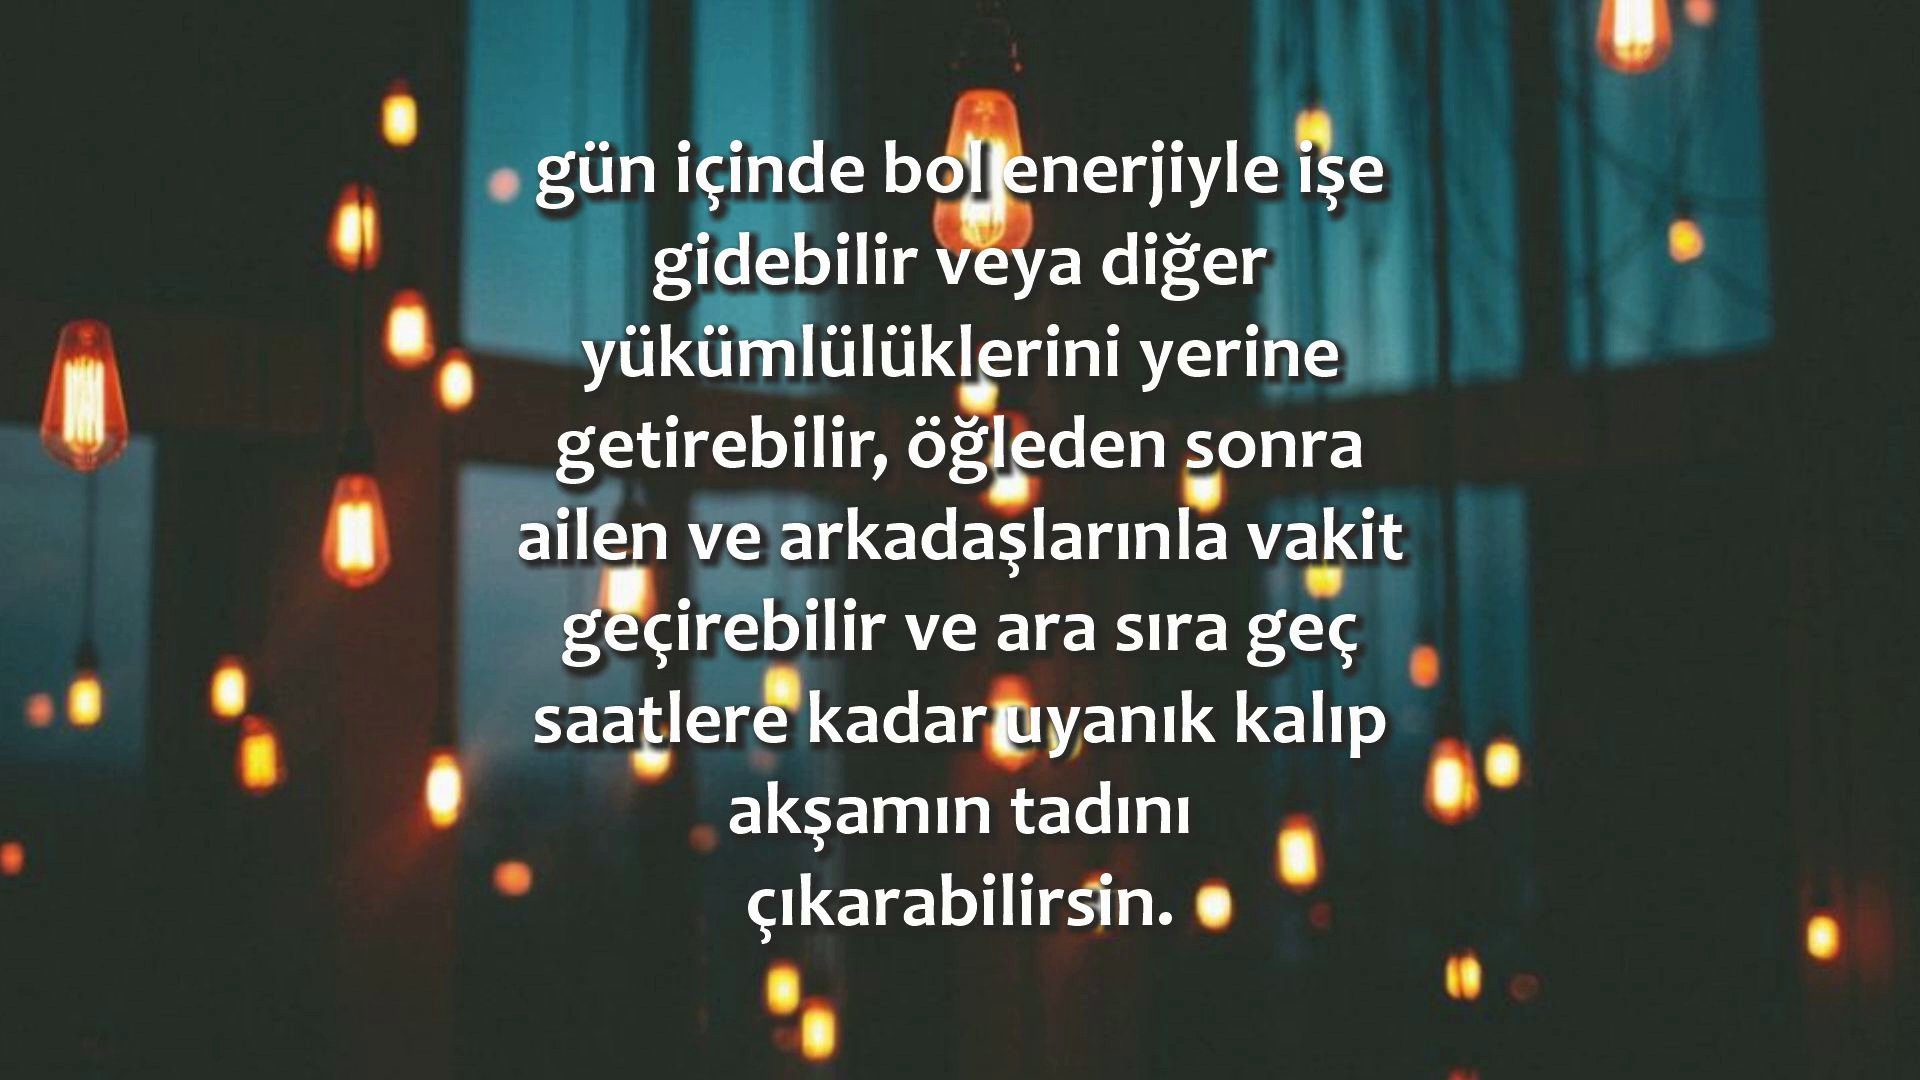 gün içinde bol enerjiyle işe
gidebilir veya diğer
yükümlülüklerini yerine
getirebilir, öğleden sonra
ailen ve arkadaşlarınla vakit
geçirebilir ve ara sıra geç
saatlere kadar uyanık kalıp
akşamın tadını
çıkarabilirsin.